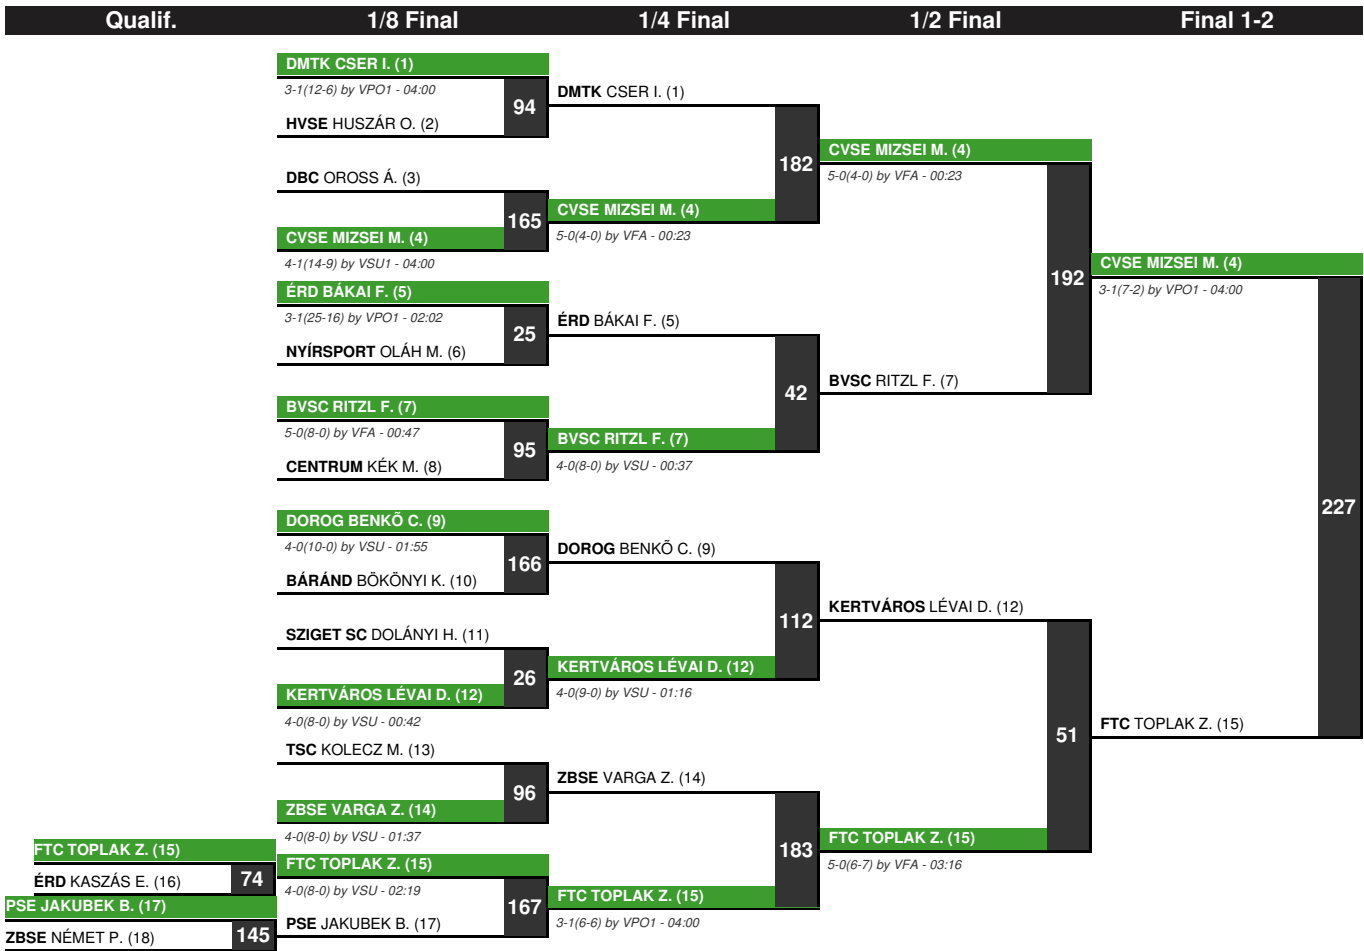 Qualif. 1/8 Final 1/4 Final 1/2 Final Final 1-2
DMTK CSER I. (1)
3-1(12-6) by VPO1 - 04:00
94
HVSE HUSZÁR O. (2)
DBC OROSS Á. (3)
165
CVSE MIZSEI M. (4)
4-1(14-9) by VSU1 - 04:00
ÉRD BÁKAI F. (5)
3-1(25-16) by VPO1 - 02:02
25
NYÍRSPORT OLÁH M. (6)
BVSC RITZL F. (7)
5-0(8-0) by VFA - 00:47
95
CENTRUM KÉK M. (8)
DOROG BENKÕ C. (9)
4-0(10-0) by VSU - 01:55
166
BÁRÁND BÖKÖNYI K. (10)
SZIGET SC DOLÁNYI H. (11)
26
KERTVÁROS LÉVAI D. (12)
4-0(8-0) by VSU - 00:42
TSC KOLECZ M. (13)
96
ZBSE VARGA Z. (14)
4-0(8-0) by VSU - 01:37
FTC TOPLAK Z. (15)
4-0(8-0) by VSU - 02:19
167
PSE JAKUBEK B. (17)
FTC TOPLAK Z. (15)
ÉRD KASZÁS E. (16)
74
PSE JAKUBEK B. (17)
ZBSE NÉMET P. (18)
145
DMTK CSER I. (1)
182
CVSE MIZSEI M. (4)
5-0(4-0) by VFA - 00:23
ÉRD BÁKAI F. (5)
42
BVSC RITZL F. (7)
4-0(8-0) by VSU - 00:37
DOROG BENKÕ C. (9)
112
KERTVÁROS LÉVAI D. (12)
4-0(9-0) by VSU - 01:16
ZBSE VARGA Z. (14)
183
FTC TOPLAK Z. (15)
3-1(6-6) by VPO1 - 04:00
CVSE MIZSEI M. (4)
5-0(4-0) by VFA - 00:23
192
BVSC RITZL F. (7)
KERTVÁROS LÉVAI D. (12)
51
FTC TOPLAK Z. (15)
5-0(6-7) by VFA - 03:16
CVSE MIZSEI M. (4)
3-1(7-2) by VPO1 - 04:00
227
FTC TOPLAK Z. (15)